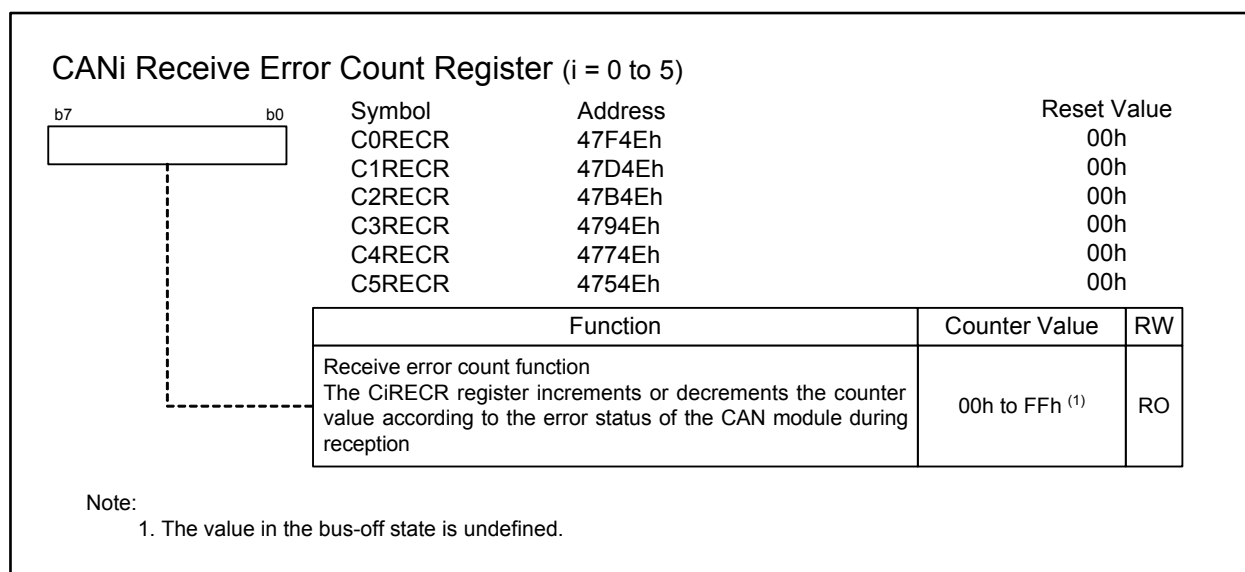 CANi Receive Error Count Register (i = 0 to 5)
b7 b0 Symbol Address Reset Value
C0RECR 47F4Eh 00h
C1RECR 47D4Eh 00h
C2RECR 47B4Eh 00h
C3RECR 4794Eh 00h
C4RECR 4774Eh 00h
C5RECR 4754Eh 00h
Function Counter Value RW
Receive error count function
The CiRECR register increments or decrements the counter
value according to the error status of the CAN module during
reception
00h to FFh (1) RO
Note:
1. The value in the bus-off state is undefined.